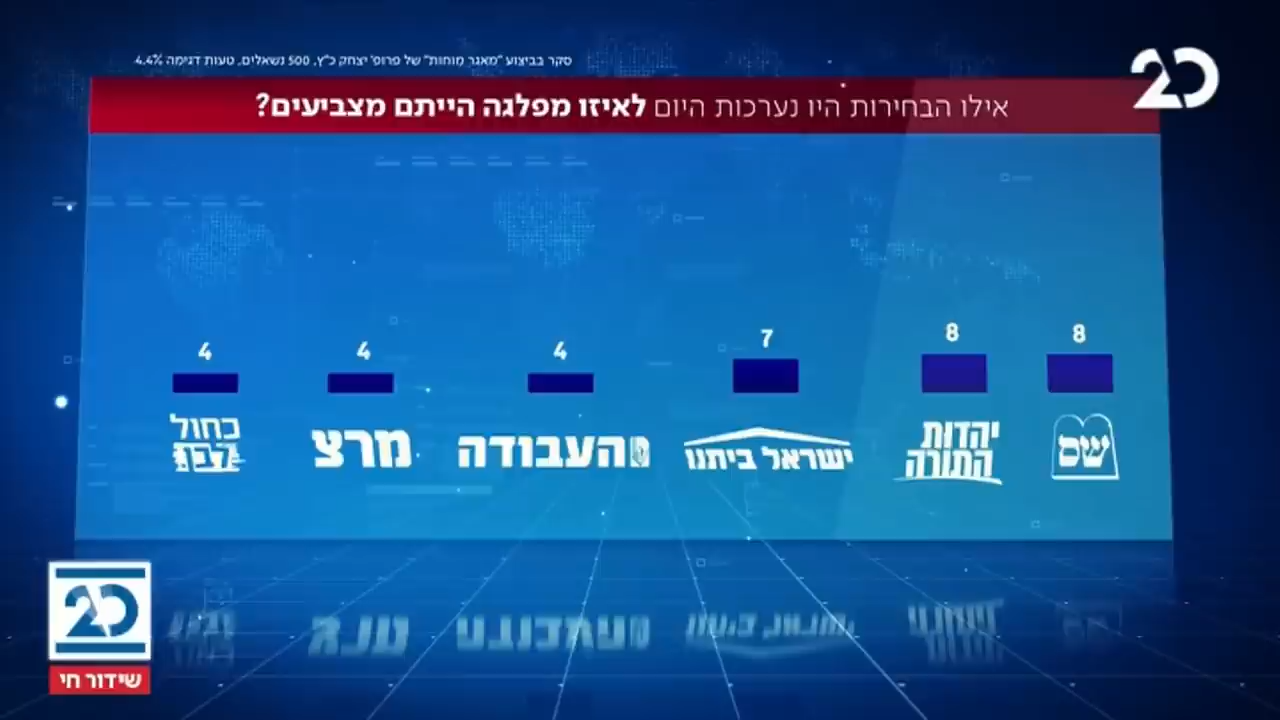 סקר בביצוע "מאגר מוחות" של פרופ' יצחק כ"ץ, 500 נשאלים, טעות דגימה 4.4%
20
אילו הבחירות היו נערכות היום לאיזו מפלגה הייתם מצביעים?
8 8 7 4 4 4
שס יהדות התורה ישראל ביתנו העבודה מרצ כחול לבן
20
שידור חי